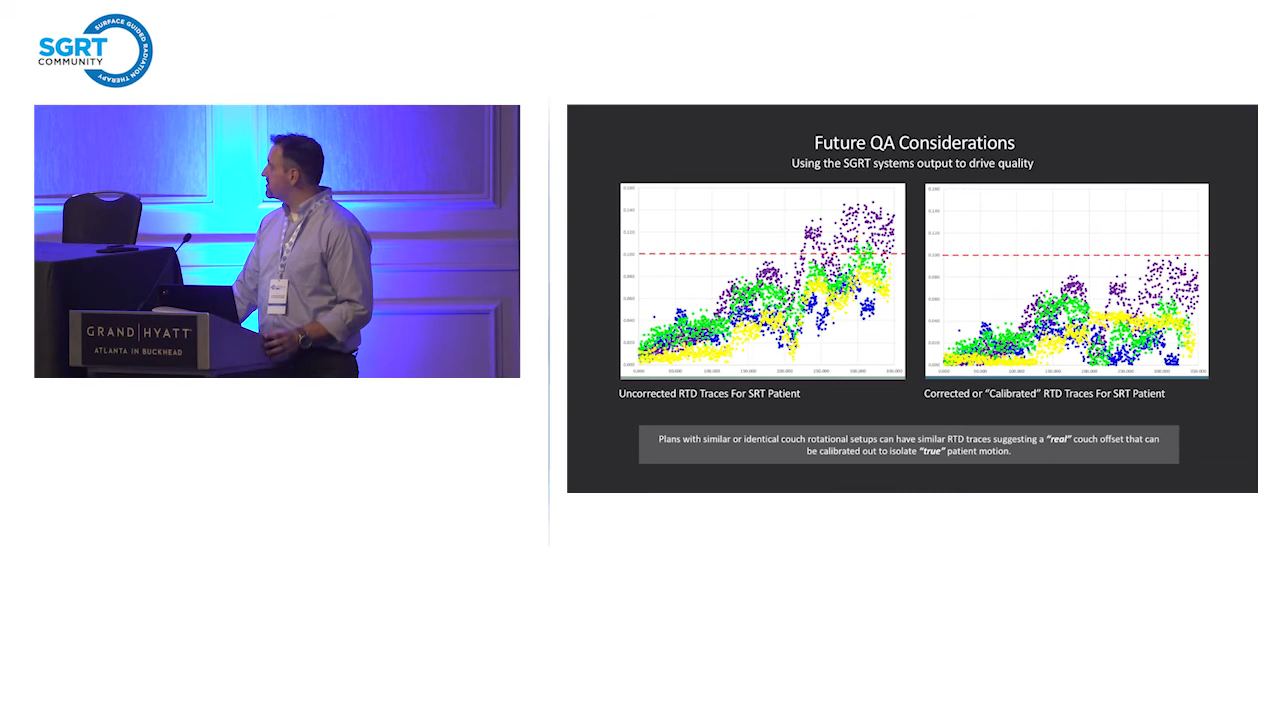 SURFACE GUIDED RADIATION THERAPY
SGRT
COMMUNITY
GRAND HYATT
ATLANTA IN BUCKHEAD
Future QA Considerations
Using the SGRT systems output to drive quality
Uncorrected RTD Traces For SRT Patient
Corrected or “Calibrated” RTD Traces For SRT Patient
Plans with similar or identical couch rotational setups can have similar RTD traces suggesting a “real” couch offset that can
be calibrated out to isolate “true” patient motion.